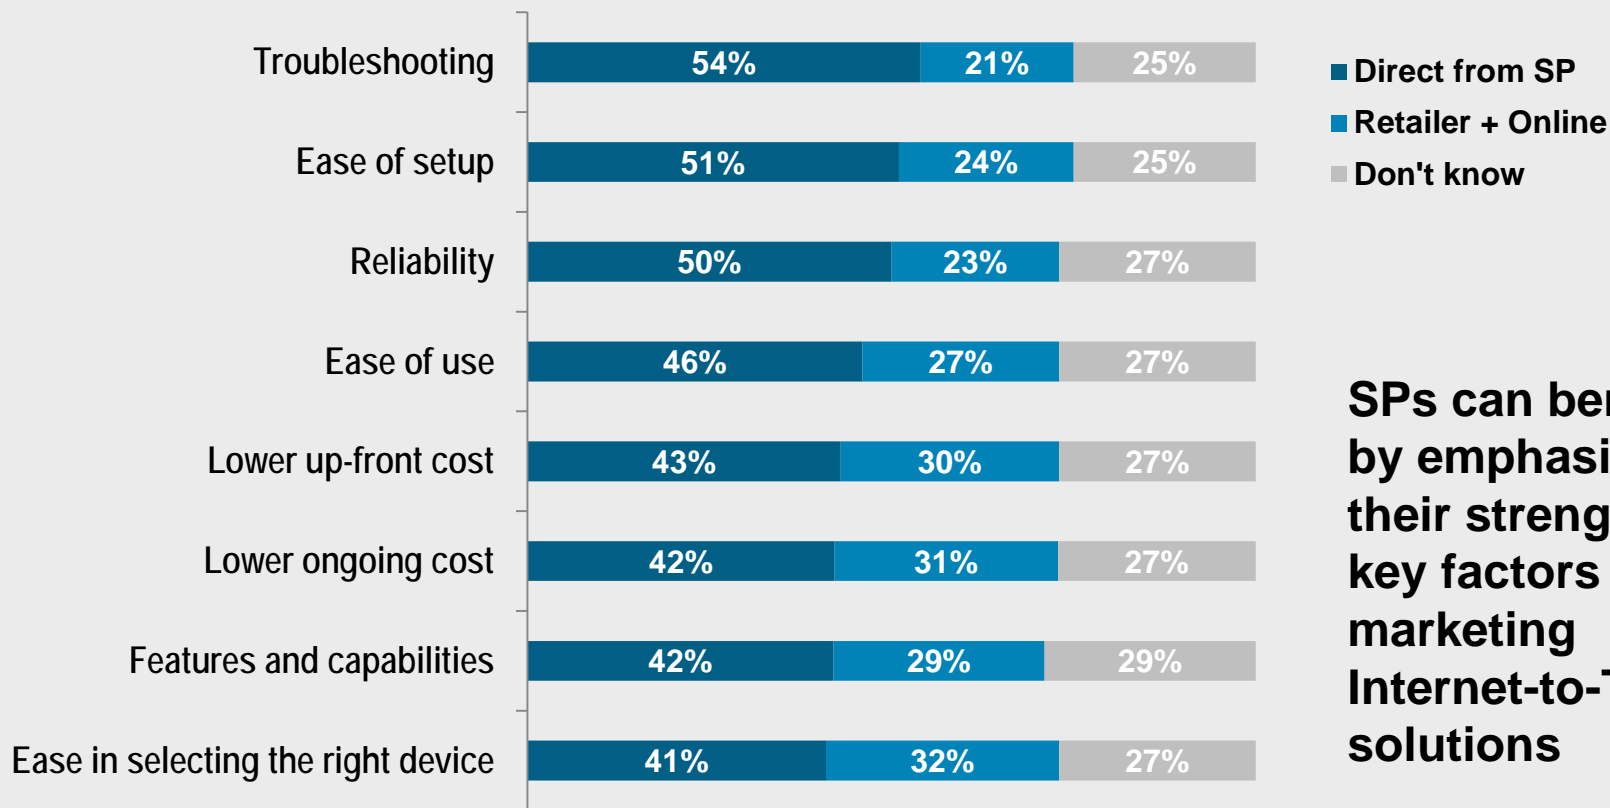 Troubleshooting 54% 21% 25%
Ease of setup 51% 24% 25%
Reliability 50% 23% 27%
Ease of use 46% 27% 27%
Lower up-front cost 43% 30% 27%
Lower ongoing cost 42% 31% 27%
Features and capabilities 42% 29% 29%
Ease in selecting the right device 41% 32% 27%
Direct from SP
Retailer + Online
Don't know
SPs can
by
their
key factors
marketing
Internet-to-
solutions